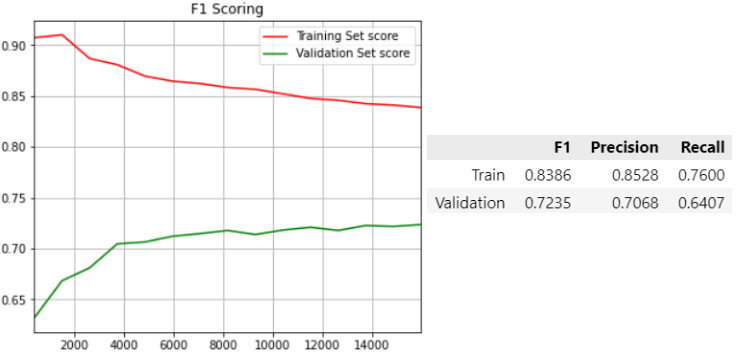 F1 Scoring
Training Set score
Validation Set score
0.90
0.85
0.80
0.75
0.70
0.65
2000 4000 6000 8000 10000 12000 14000
F1 Precision Recall
Train 0.8386 0.8528 0.7600
Validation 0.7235 0.7068 0.6407